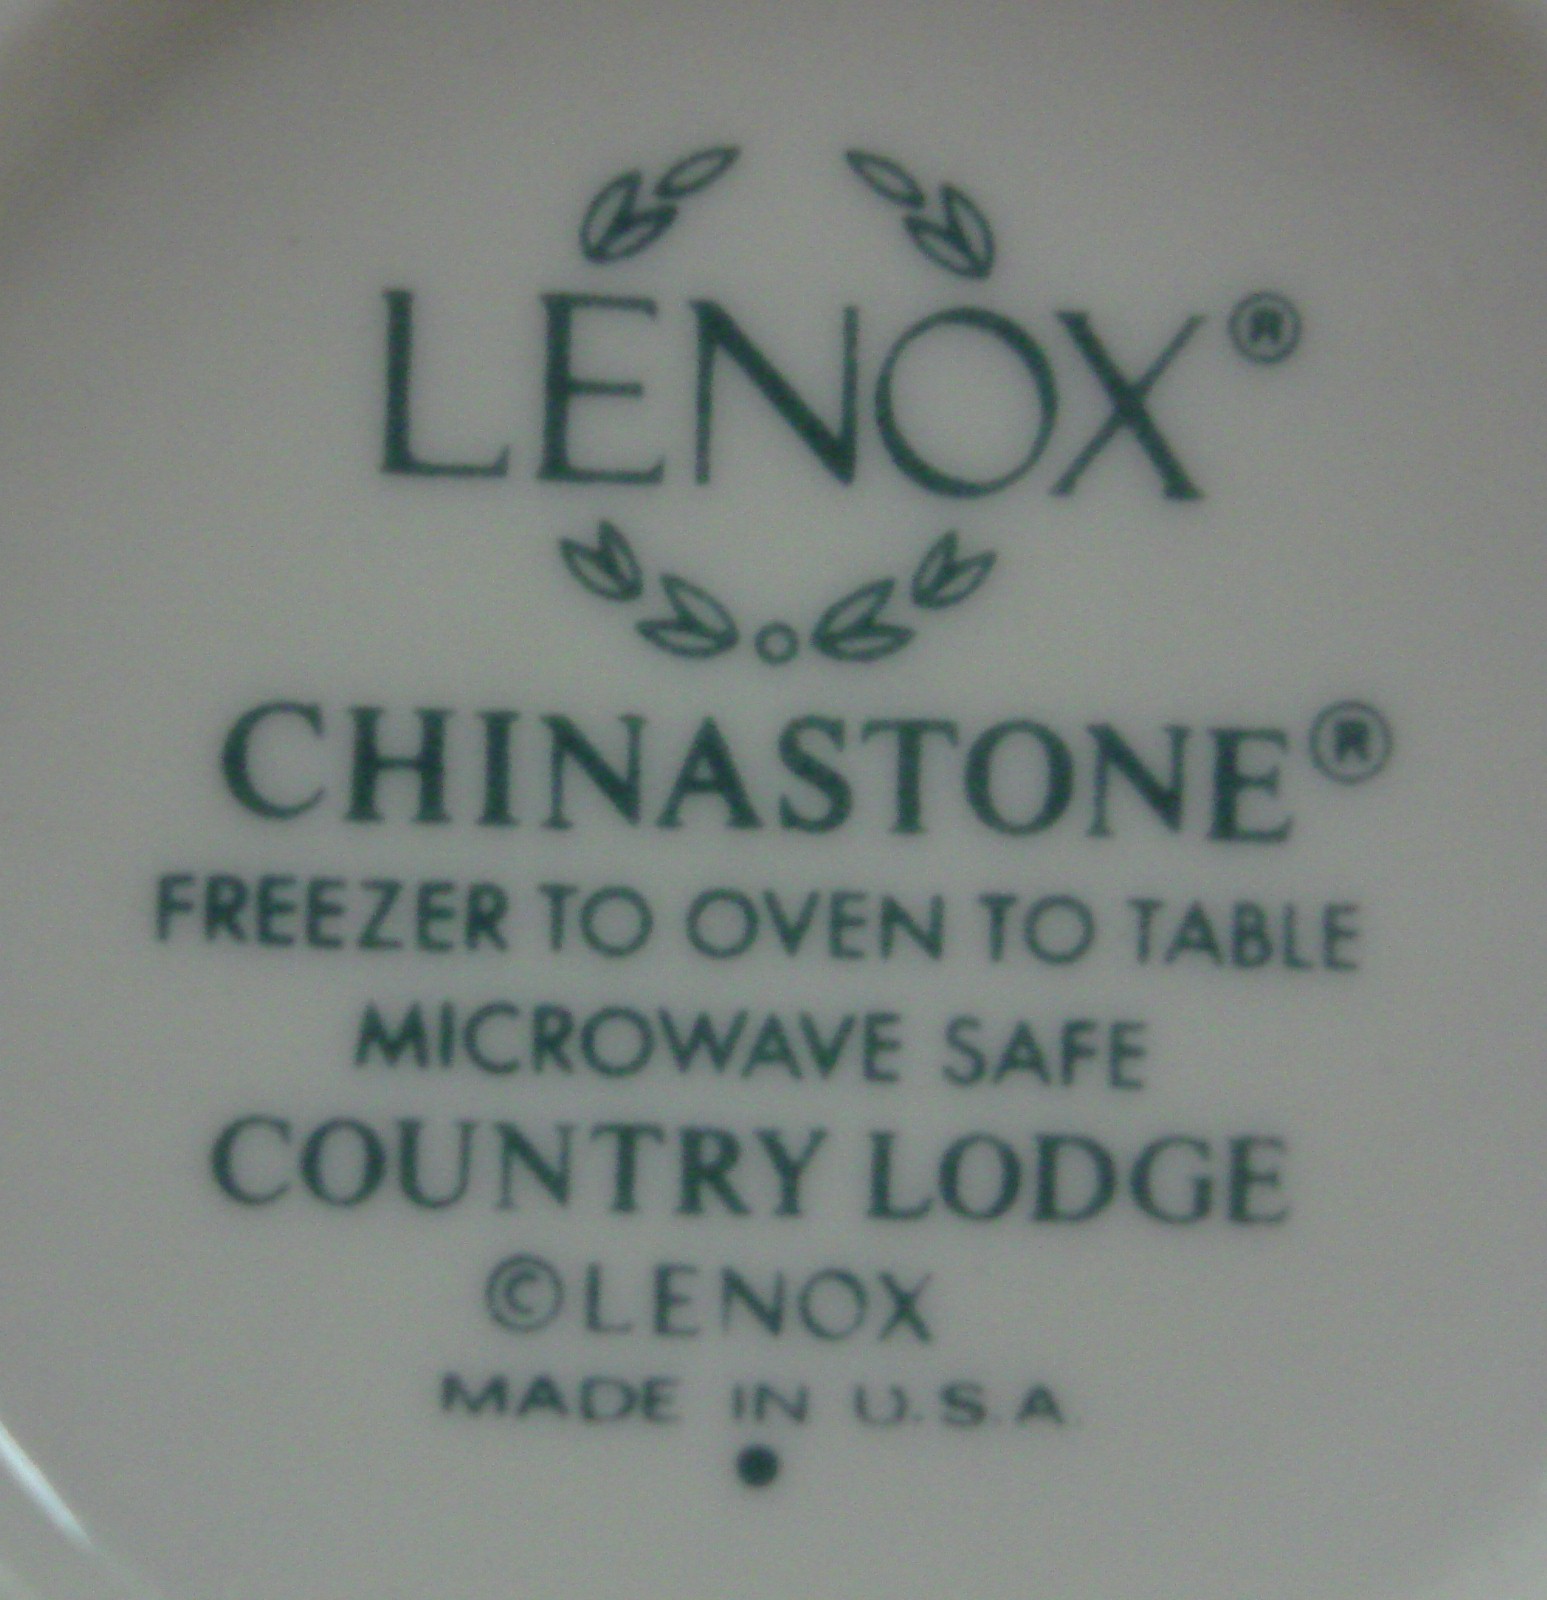 LENOX®
CHINASTONE®
FREEZER TO OVEN TO TABLE
MICROWAVE SAFE
COUNTRY LODGE
©LENOX
MADE IN U.S.A.